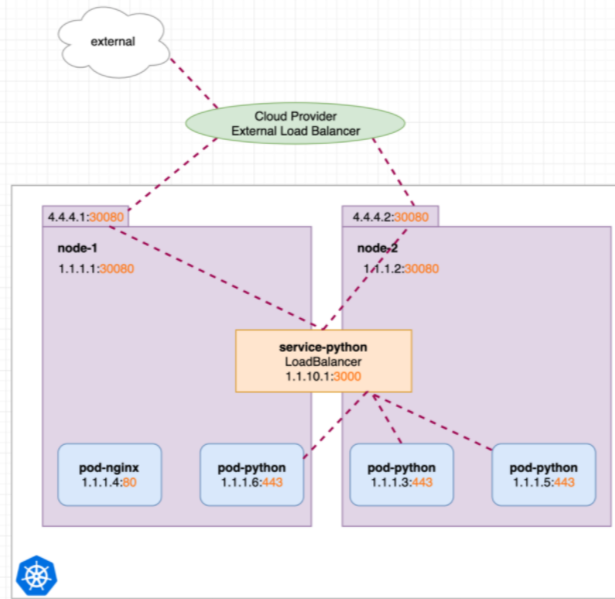 external
Cloud Provider
External Load Balancer
4.4.4.1:30080
4.4.4.2:30080
node-1
1.1.1.1:30080
node-2
1.1.1.2:30080
service-python
LoadBalancer
1.1.10.1:3000
pod-nginx
1.1.1.4:80
pod-python
1.1.1.6:443
pod-python
1.1.1.3:443
pod-python
1.1.1.5:443